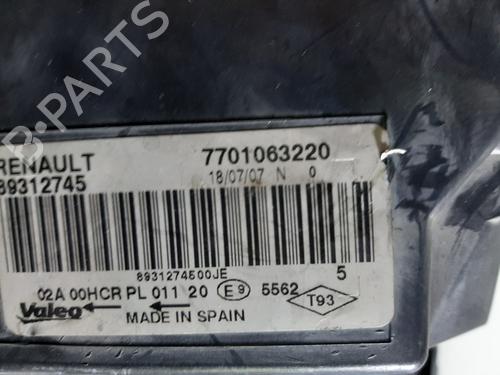 B-PARTS
RENAULT 7701063220
89312745 18/07/07 N 0
8931274500JE 5
02A 00HCR PL 011 20 E9 5562 T93
Valeo MADE IN SPAIN